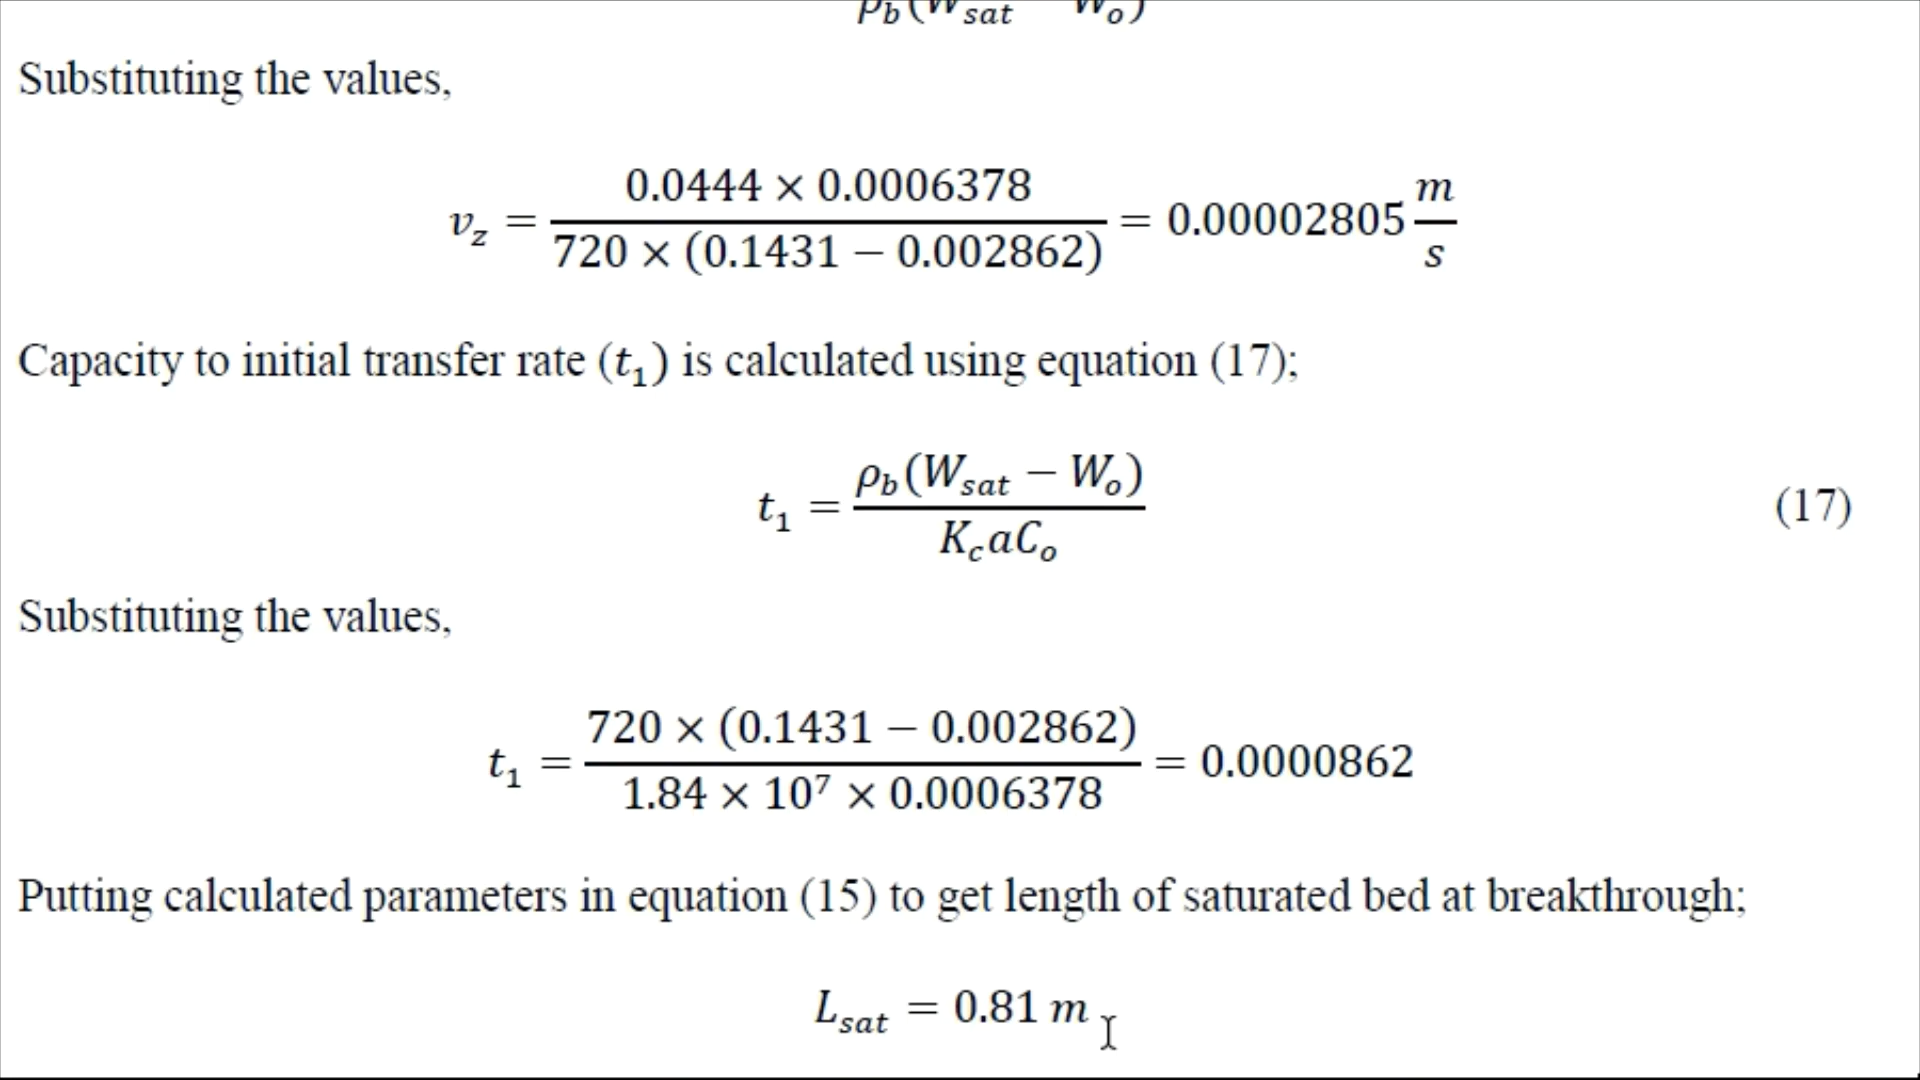 ρ_b(W_sat W_o)
Substituting the values,
v_z = (0.0444 × 0.0006378) / (720 × (0.1431 − 0.002862)) = 0.00002805 m/s
Capacity to initial transfer rate (t_1) is calculated using equation (17);
t_1 = ρ_b(W_sat − W_o) / K_c a C_o (17)
Substituting the values,
t_1 = 720 × (0.1431 − 0.002862) / (1.84 × 10^7 × 0.0006378) = 0.0000862
Putting calculated parameters in equation (15) to get length of saturated bed at breakthrough;
L_sat = 0.81 m